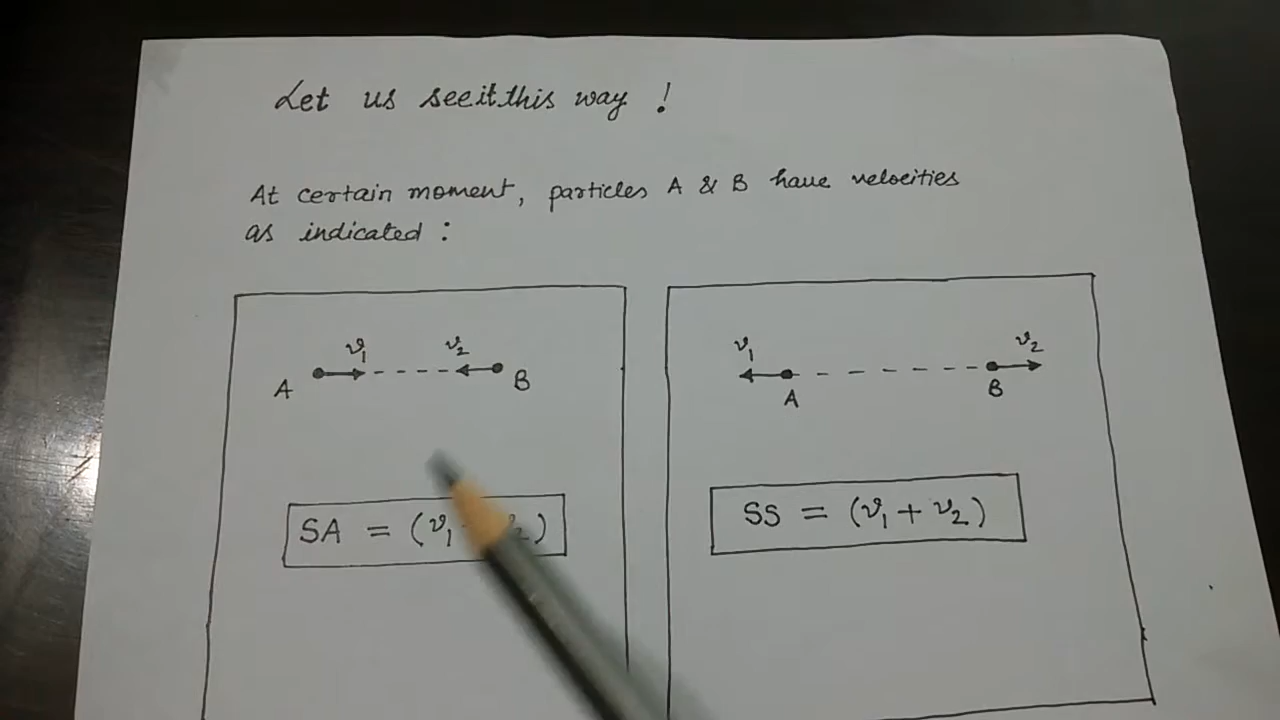 Let us see it this way !
At certain moment, particles A & B have velocities
as indicated :
v₁ v₂
A B
SA = (v₁ 2)
v₁ v₂
A B
SS = (v₁ + v₂)